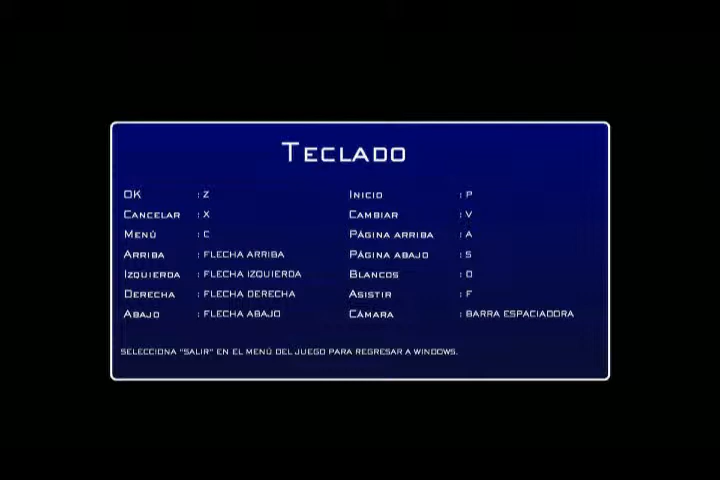 TECLADO
OK : Z INICIO : P
CANCELAR : X CAMBIAR : V
MENÚ : C PÁGINA ARRIBA : A
ARRIBA : FLECHA ARRIBA PÁGINA ABAJO : S
IZQUIERDA : FLECHA IZQUIERDA BLANCOS : D
DERECHA : FLECHA DERECHA ASISTIR : F
ABAJO : FLECHA ABAJO CÁMARA : BARRA ESPACIADORA
SELECCIONA "SALIR" EN EL MENÚ DEL JUEGO PARA REGRESAR A WINDOWS.